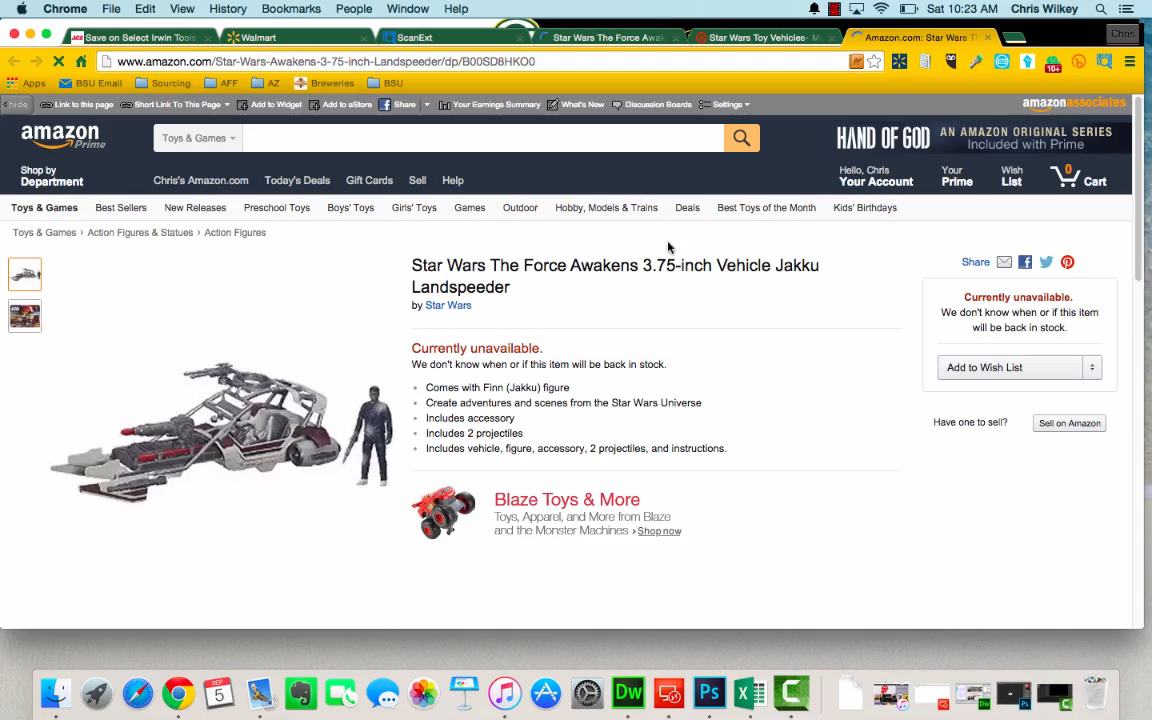 Chrome File Edit View History Bookmarks People Window Help Sat 10:23 AM Chris Wilkey
Save on Select Irwin Tools Walmart ScanExt Star Wars The Force Awak Star Wars Toy Vehicles- Mo Amazon.com: Star Wars Th Chris
www.amazon.com/Star-Wars-Awakens-3-75-inch-Landspeeder/dp/B00SD8HKO0
10+
Apps BSU Email Sourcing AFF AZ Breweries BSU
hide Link to this page Short Link To This Page Add to Widget Add to aStore Share Your Earnings Summary What's New Discussion Boards Settings amazonassociates
amazon Prime
Toys & Games
HAND OF GOD AN AMAZON ORIGINAL SERIES
Included with Prime
Shop by
Department
Chris's Amazon.com Today's Deals Gift Cards Sell Help
Hello, Chris
Your Account
Your
Prime
Wish
List
0
Cart
Toys & Games Best Sellers New Releases Preschool Toys Boys' Toys Girls' Toys Games Outdoor Hobby, Models & Trains Deals Best Toys of the Month Kids' Birthdays
Toys & Games › Action Figures & Statues › Action Figures
Star Wars The Force Awakens 3.75-inch Vehicle Jakku
Landspeeder
by Star Wars
Currently unavailable.
We don't know when or if this item will be back in stock.
Comes with Finn (Jakku) figure
Create adventures and scenes from the Star Wars Universe
Includes accessory
Includes 2 projectiles
Includes vehicle, figure, accessory, 2 projectiles, and instructions.
Blaze Toys & More
Toys, Apparel, and More from Blaze
and the Monster Machines › Shop now
Share
Currently unavailable.
We don't know when or if this item
will be back in stock.
Add to Wish List
Have one to sell? Sell on Amazon
SEP
5
Dw
Ps